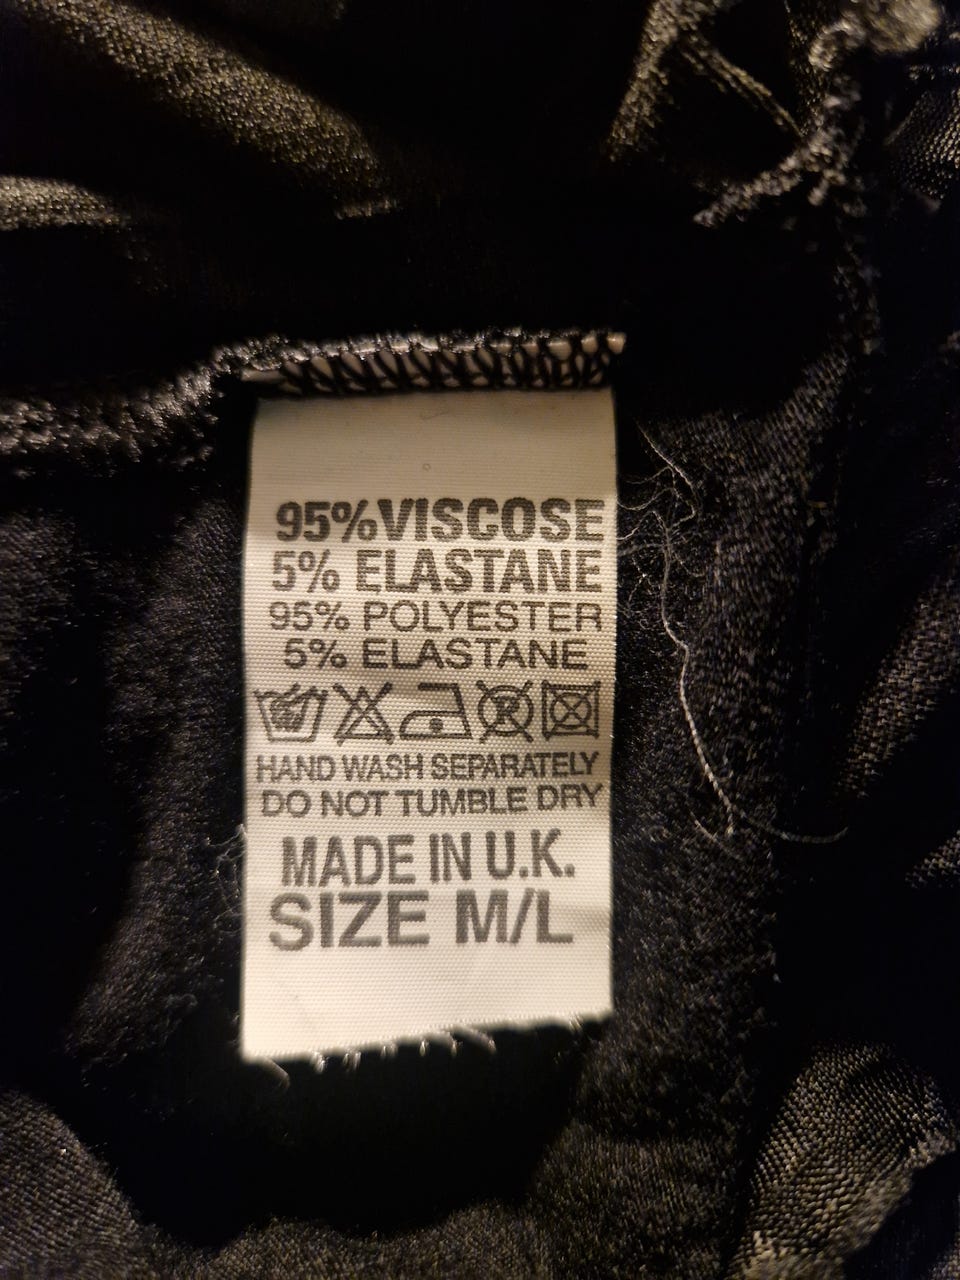 95% VISCOSE
5% ELASTANE
95% POLYESTER
5% ELASTANE
HAND WASH SEPARATELY
DO NOT TUMBLE DRY
MADE IN U.K.
SIZE M/L